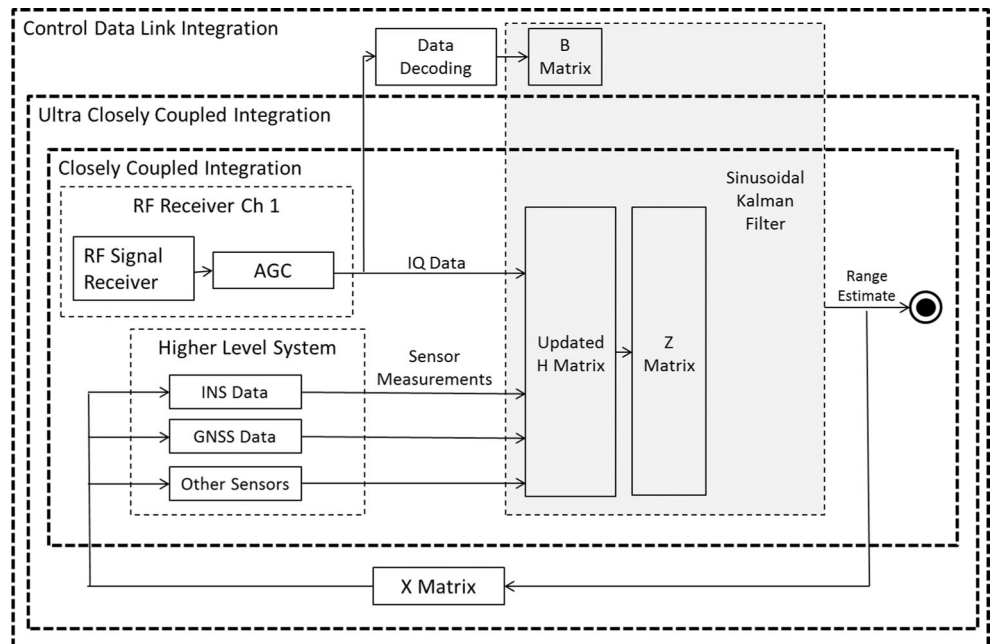 Control Data Link Integration
Data
Decoding
B
Matrix
Ultra Closely Coupled Integration
Closely Coupled Integration
RF Receiver Ch 1
RF Signal
Receiver
AGC
IQ Data
Sinusoidal
Kalman
Filter
Range
Estimate
Higher Level System
Sensor
Measurements
INS Data
GNSS Data
Other Sensors
Updated
H Matrix
Z
Matrix
X Matrix